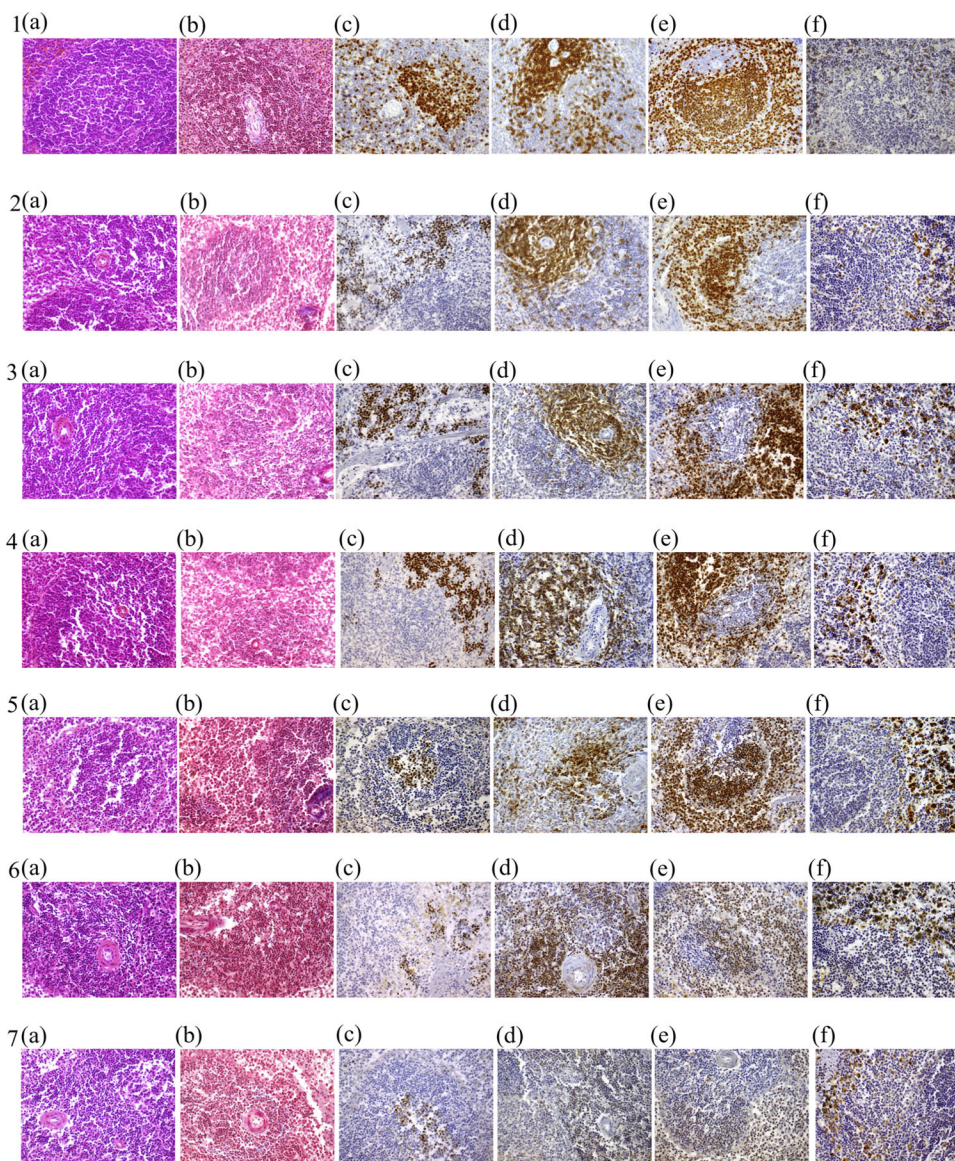 1 (a) (b) (c) (d) (e) (f)
2 (a) (b) (c) (d) (e) (f)
3 (a) (b) (c) (d) (e) (f)
4 (a) (b) (c) (d) (e) (f)
5 (a) (b) (c) (d) (e) (f)
6 (a) (b) (c) (d) (e) (f)
7 (a) (b) (c) (d) (e) (f)